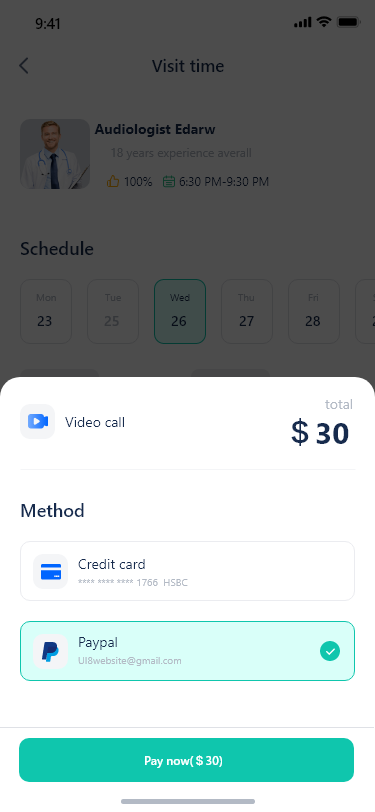 9:41
Visit time
Audiologist Edarw
18 years experience averall
100% 6:30 PM-9:30 PM
Schedule
Mon Tue Wed Thu Fri
23 25 26 27 28
Video call
total
$ 30
Method
Credit card
**** **** **** 1766 HSBC
Paypal
UI8website@gmail.com
Pay now( $ 30)